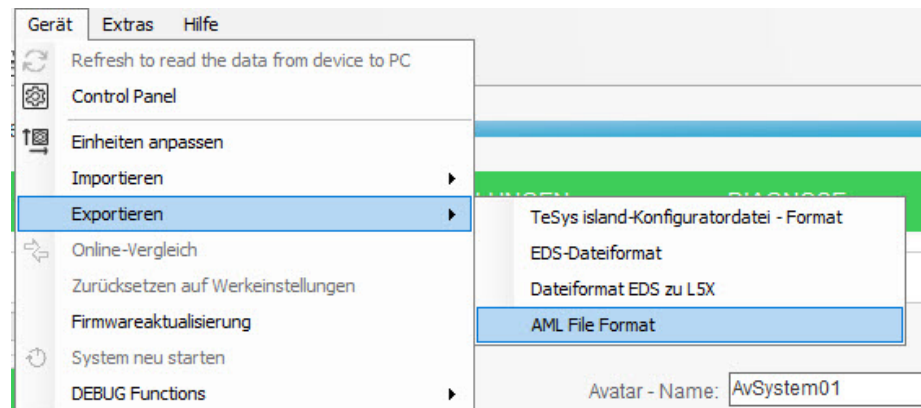 Gerät Extras Hilfe
Refresh to read the data from device to PC
Control Panel
Einheiten anpassen
Importieren
Exportieren
TeSys island-Konfiguratordatei - Format
Online-Vergleich
EDS-Dateiformat
Zurücksetzen auf Werkeinstellungen
Dateiformat EDS zu L5X
Firmwareaktualisierung
AML File Format
System neu starten
DEBUG Functions
Avatar - Name: AvSystem01